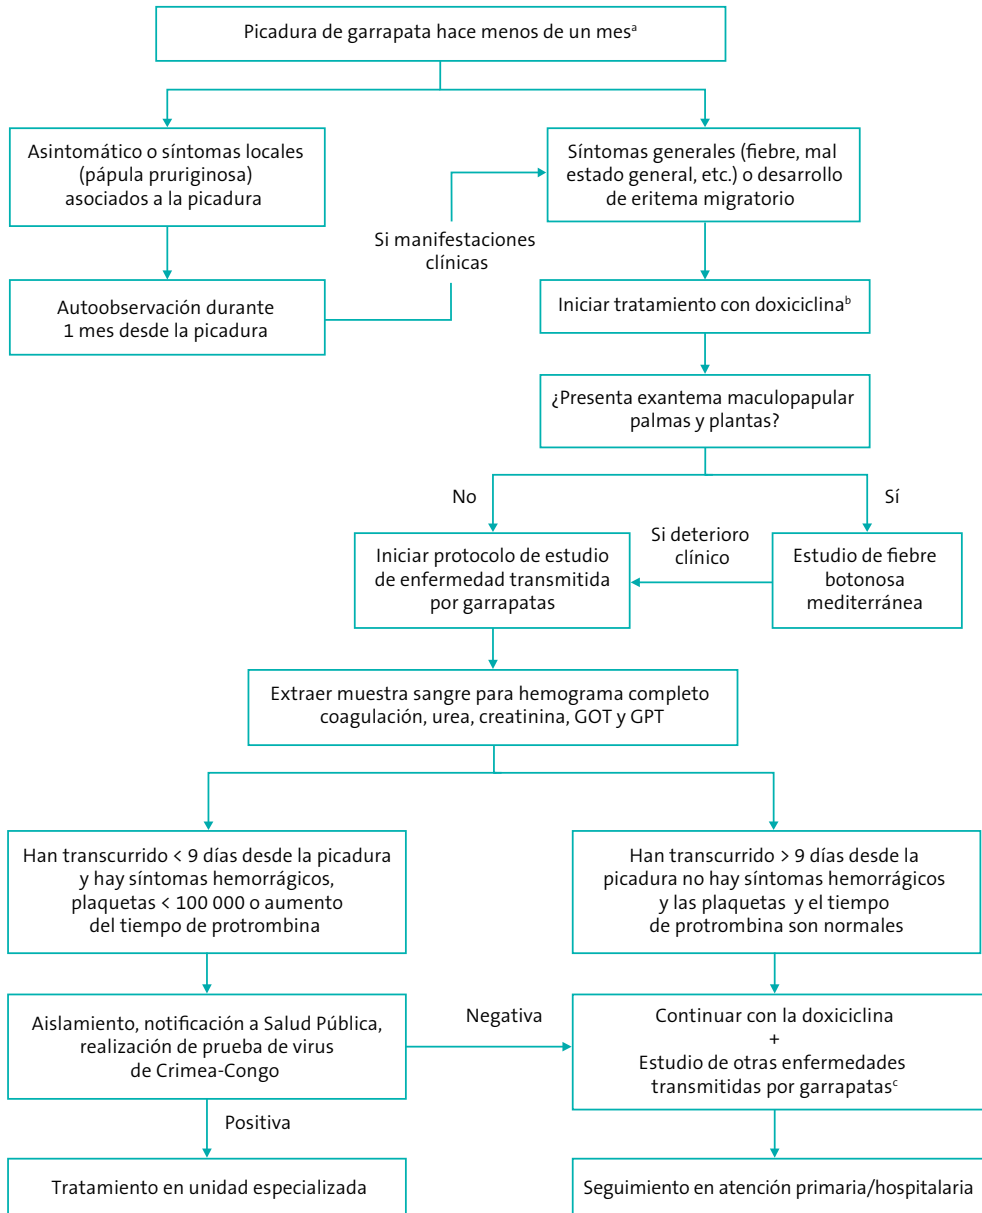 Picadura de garrapata hace menos de un mesᵃ
Asintomático o síntomas locales
(pápula pruriginosa)
asociados a la picadura
Síntomas generales (fiebre, mal
estado general, etc.) o desarrollo
de eritema migratorio
Si manifestaciones
clínicas
Autoobservación durante
1 mes desde la picadura
Iniciar tratamiento con doxiciclinaᵇ
¿Presenta exantema maculopapular
palmas y plantas?
No
Sí
Iniciar protocolo de estudio
de enfermedad transmitida
por garrapatas
Si deterioro
clínico
Estudio de fiebre
botonosa
mediterránea
Extraer muestra sangre para hemograma completo
coagulación, urea, creatinina, GOT y GPT
Han transcurrido < 9 días desde la picadura
y hay síntomas hemorrágicos,
plaquetas < 100 000 o aumento
del tiempo de protrombina
Han transcurrido > 9 días desde la
picadura no hay síntomas hemorrágicos
y las plaquetas y el tiempo
de protrombina son normales
Aislamiento, notificación a Salud Pública,
realización de prueba de virus
de Crimea-Congo
Negativa
Continuar con la doxiciclina
+
Estudio de otras enfermedades
transmitidas por garrapatasᶜ
Positiva
Tratamiento en unidad especializada
Seguimiento en atención primaria/hospitalaria